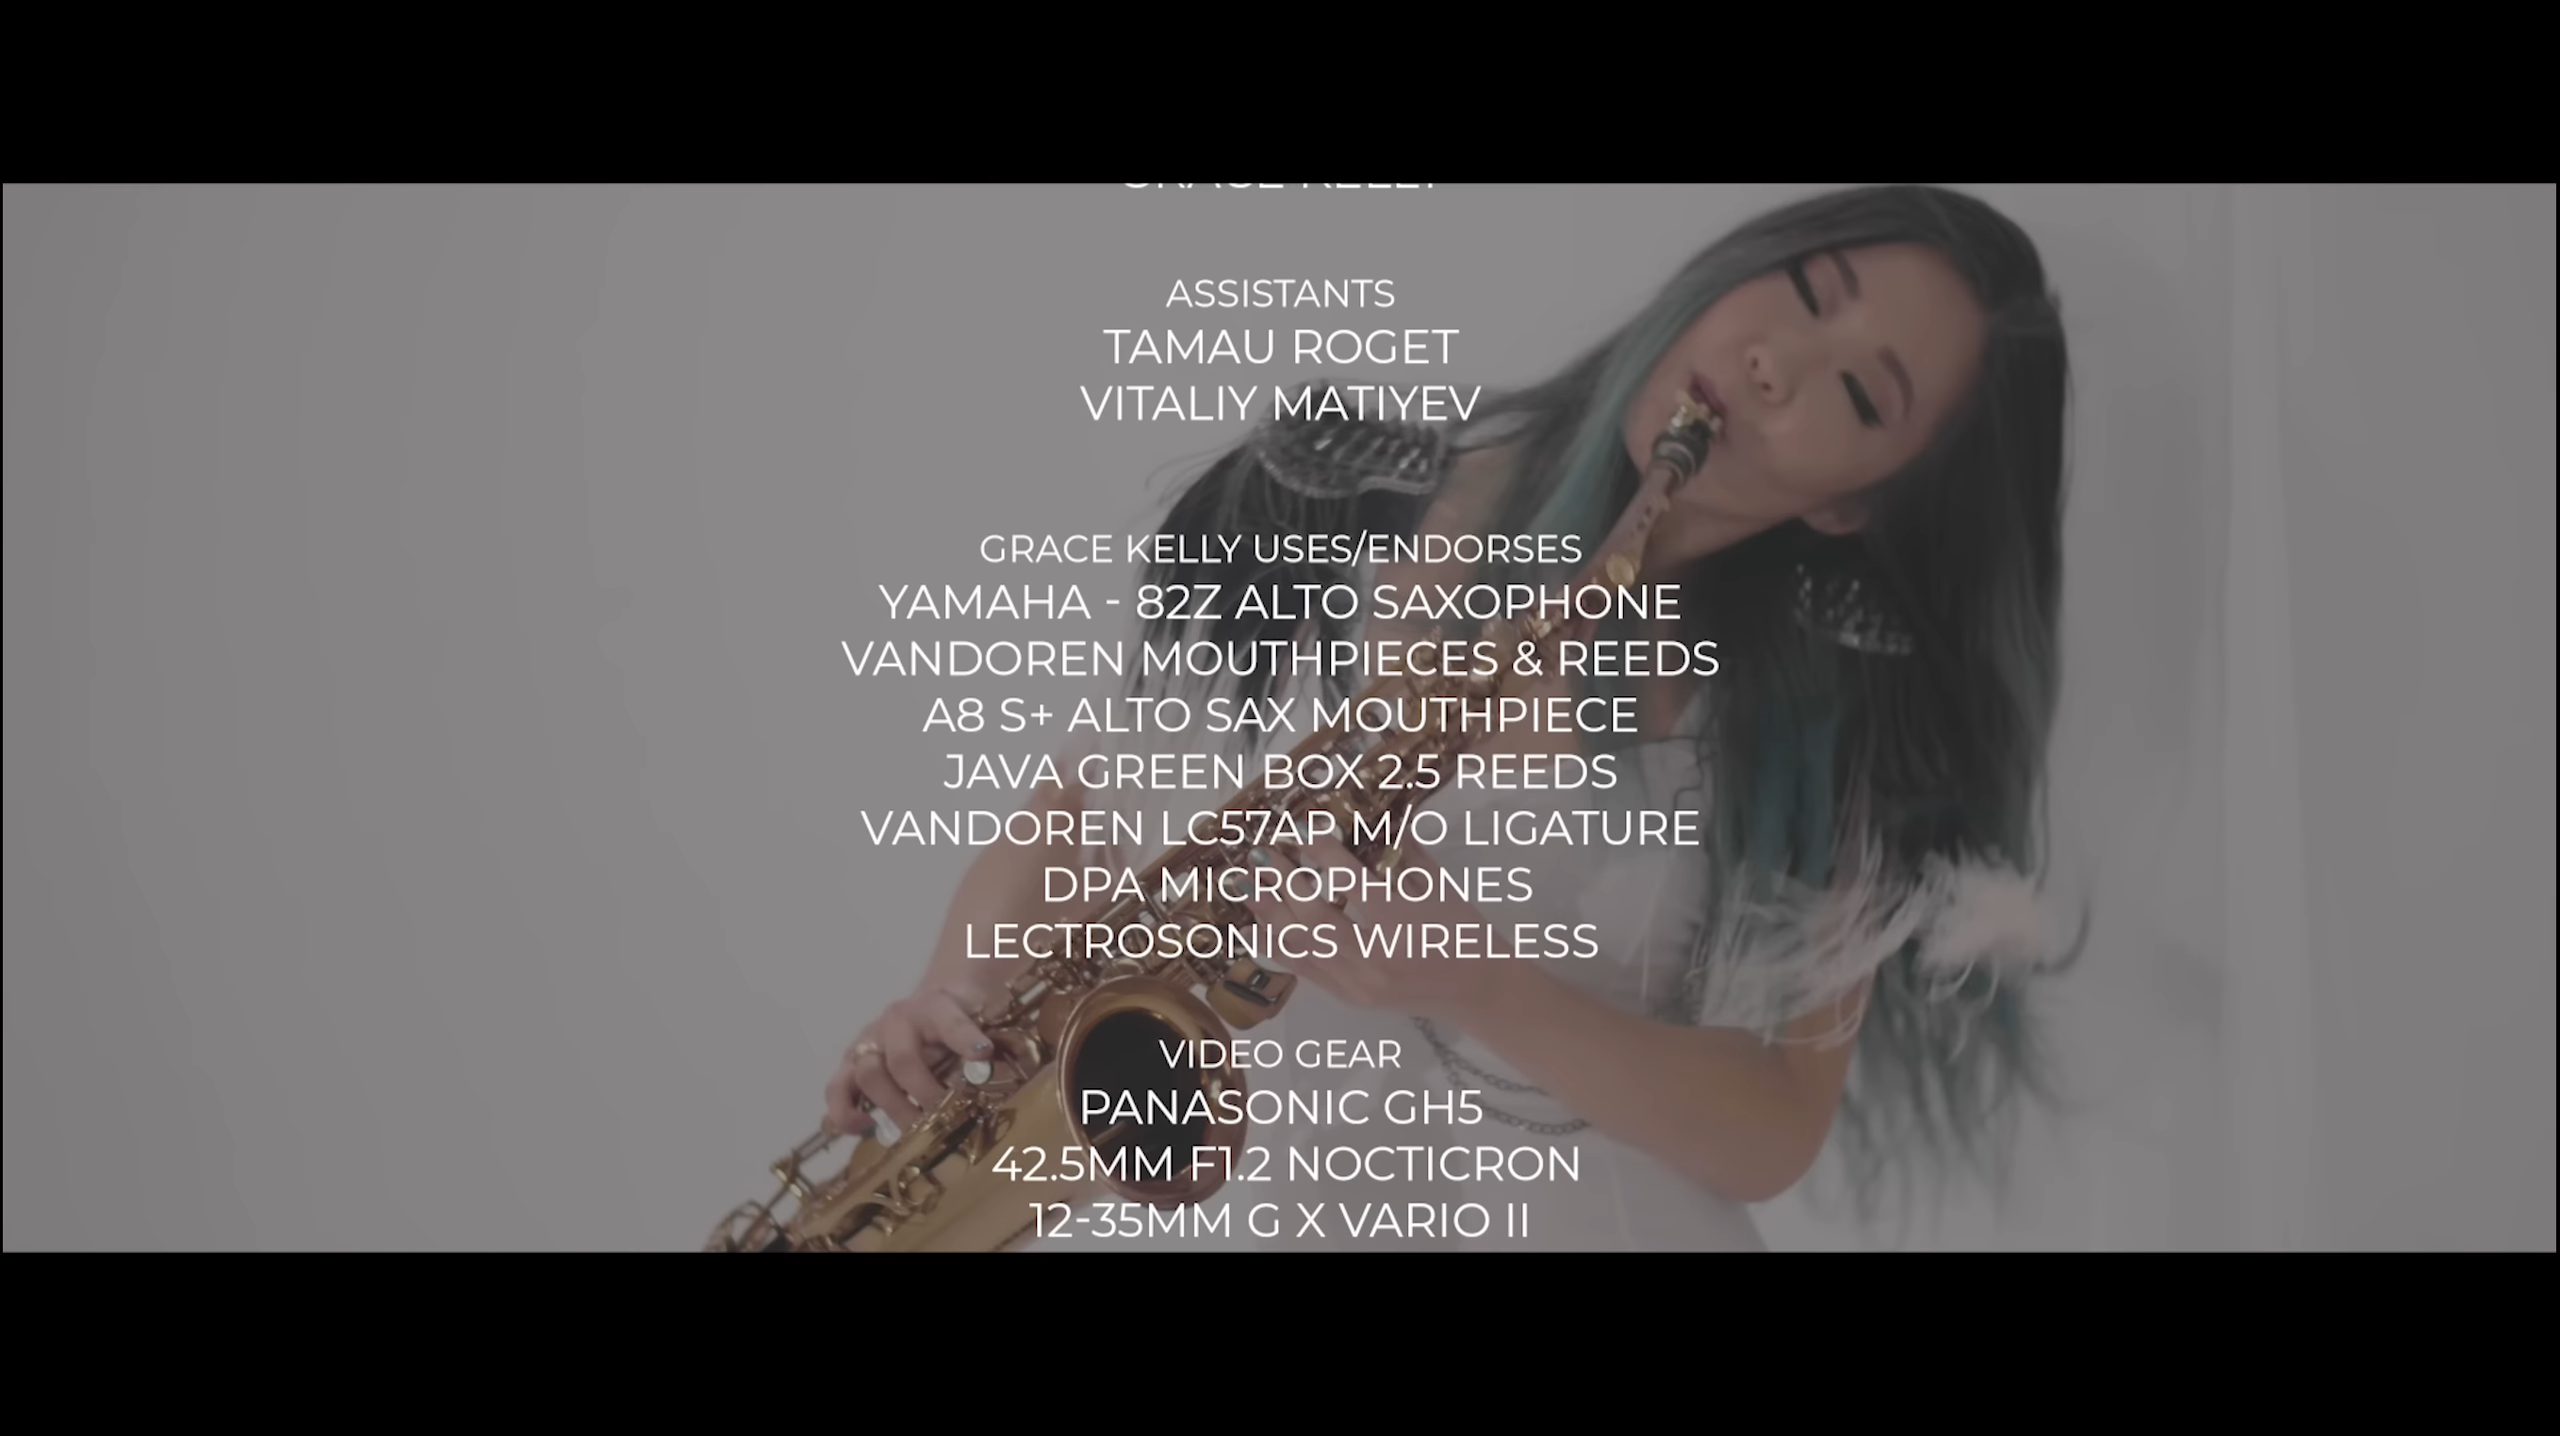 GRACE KELLY
ASSISTANTS
TAMAU ROGET
VITALIY MATIYEV
GRACE KELLY USES/ENDORSES
YAMAHA - 82Z ALTO SAXOPHONE
VANDOREN MOUTHPIECES & REEDS
A8 S+ ALTO SAX MOUTHPIECE
JAVA GREEN BOX 2.5 REEDS
VANDOREN LC57AP M/O LIGATURE
DPA MICROPHONES
LECTROSONICS WIRELESS
VIDEO GEAR
PANASONIC GH5
42.5MM F1.2 NOCTICRON
12-35MM G X VARIO II